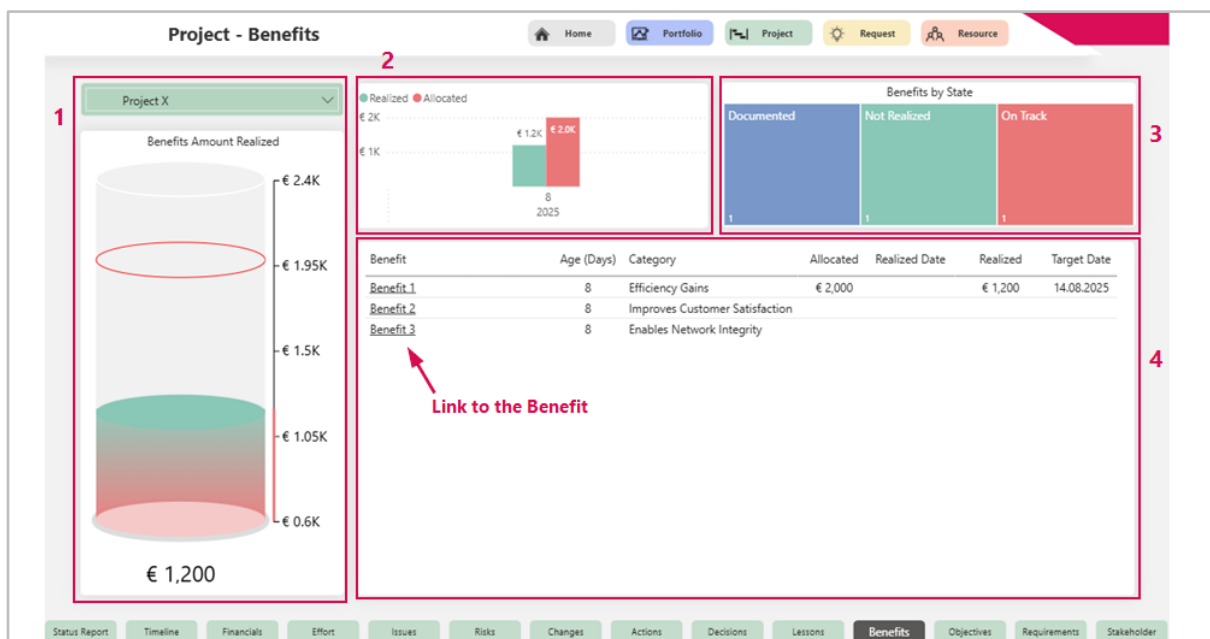 Project - Benefits
Home
Portfolio
Project
Request
Resource
1
Project X
Benefits Amount Realized
€ 2.4K
€ 1.95K
€ 1.5K
€ 1.05K
€ 0.6K
€ 1,200
2
Realized Allocated
€ 2K
€ 1K
€ 1.2K € 2.0K
8
2025
3
Benefits by State
Documented Not Realized On Track
1 1 1
4
Benefit Age (Days) Category Allocated Realized Date Realized Target Date
Benefit 1 8 Efficiency Gains € 2,000 € 1,200 14.08.2025
Benefit 2 8 Improves Customer Satisfaction
Benefit 3 8 Enables Network Integrity
Link to the Benefit
Status Report Timeline Financials Effort Issues Risks Changes Actions Decisions Lessons Benefits Objectives Requirements Stakeholder